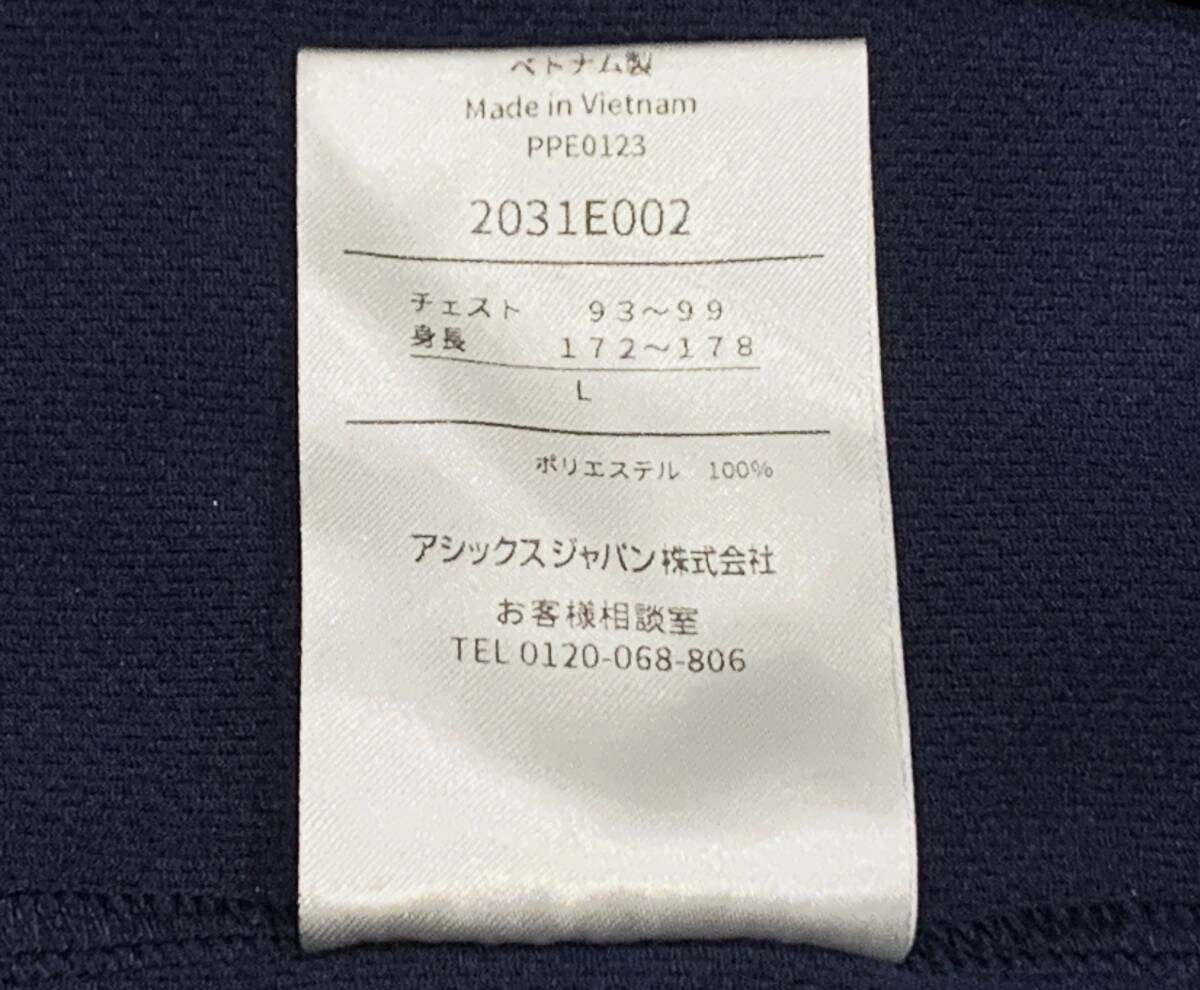 ベトナム製
Made in Vietnam
PPE0123
2031E002
チェスト 93～99
身長 172～178
L
ポリエステル 100%
アシックスジャパン株式会社
お客様相談室
TEL 0120-068-806